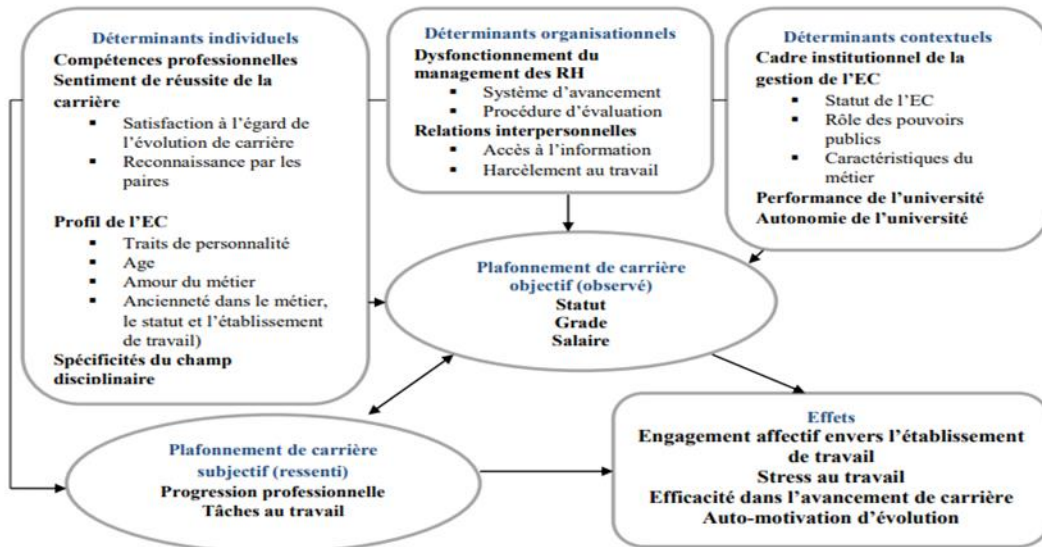 Déterminants individuels
Compétences professionnelles
Sentiment de réussite de la
carrière
▪ Satisfaction à l’égard de
l’évolution de carrière
▪ Reconnaissance par les
paires
Profil de l’EC
▪ Traits de personnalité
▪ Age
▪ Amour du métier
▪ Ancienneté dans le métier,
le statut et l’établissement
de travail)
Spécificités du champ
disciplinaire
Déterminants organisationnels
Dysfonctionnement du
management des RH
▪ Système d’avancement
▪ Procédure d’évaluation
Relations interpersonnelles
▪ Accès à l’information
▪ Harcèlement au travail
Déterminants contextuels
Cadre institutionnel de la
gestion de l’EC
▪ Statut de l’EC
▪ Rôle des pouvoirs
publics
▪ Caractéristiques du
métier
Performance de l’université
Autonomie de l’université
Plafonnement de carrière
objectif (observé)
Statut
Grade
Salaire
Plafonnement de carrière
subjectif (ressenti)
Progression professionnelle
Tâches au travail
Effets
Engagement affectif envers l’établissement
de travail
Stress au travail
Efficacité dans l’avancement de carrière
Auto-motivation d’évolution